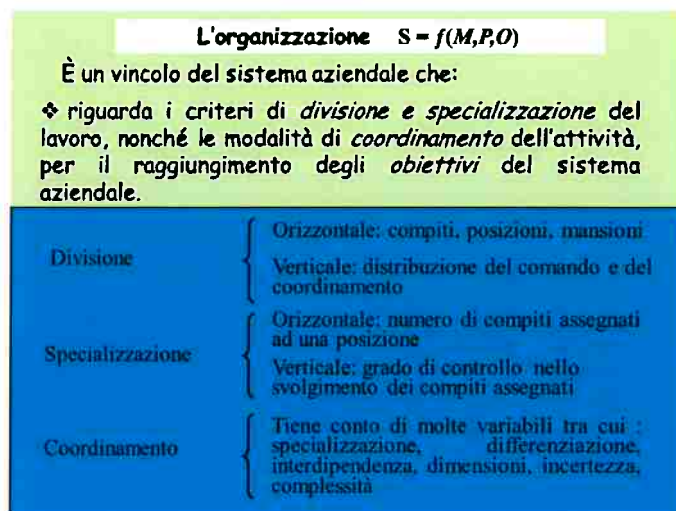 L'organizzazione S = f(M,P,O)
È un vincolo del sistema aziendale che:
❖ riguarda i criteri di divisione e specializzazione del
lavoro, nonché le modalità di coordinamento dell'attività,
per il raggiungimento degli obiettivi del sistema
aziendale.
Divisione
Orizzontale: compiti, posizioni, mansioni
Verticale: distribuzione del comando e del
coordinamento
Specializzazione
Orizzontale: numero di compiti assegnati
ad una posizione
Verticale: grado di controllo nello
svolgimento dei compiti assegnati
Coordinamento
Tiene conto di molte variabili tra cui :
specializzazione, differenziazione,
interdipendenza, dimensioni, incertezza,
complessità